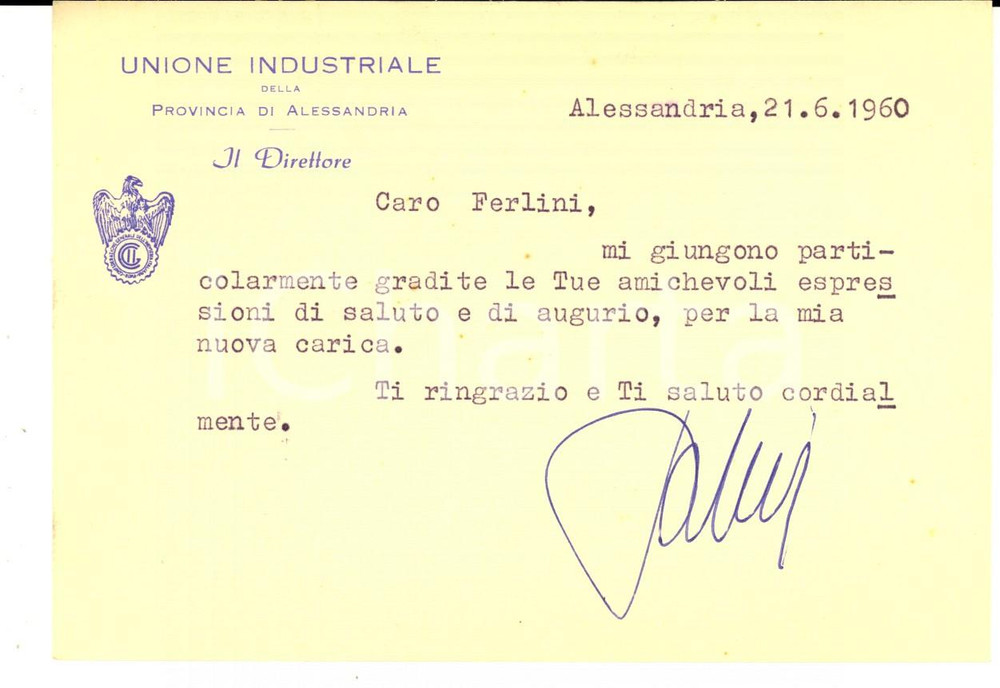 UNIONE INDUSTRIALE
DELLA
PROVINCIA DI ALESSANDRIA
Il Direttore
Alessandria, 21.6.1960
Caro Ferlini,
mi giungono parti-
colarmente gradite le Tue amichevoli espres
sioni di saluto e di augurio, per la mia
nuova carica.
Ti ringrazio e Ti saluto cordial
mente.